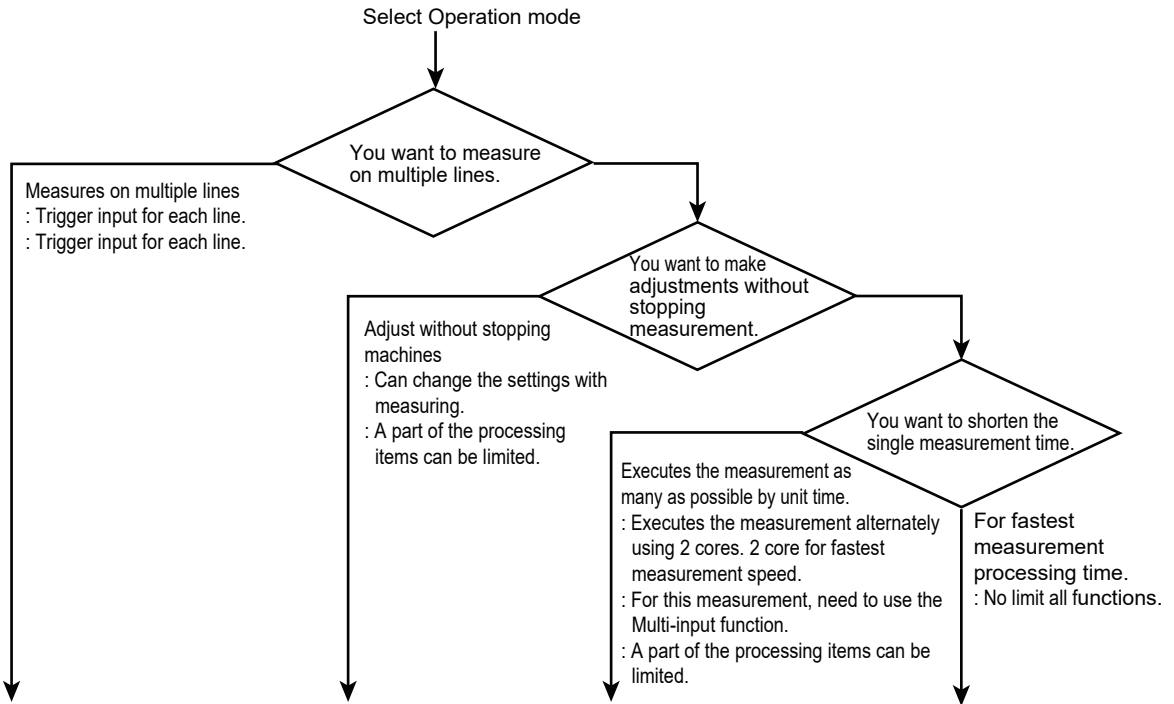 Select Operation mode
You want to measure
on multiple lines.
Measures on multiple lines
: Trigger input for each line.
: Trigger input for each line.
You want to make
adjustments without
stopping
measurement.
Adjust without stopping
machines
: Can change the settings with
measuring.
: A part of the processing
items can be limited.
You want to shorten the
single measurement time.
Executes the measurement as
many as possible by unit time.
: Executes the measurement alternately
using 2 cores. 2 core for fastest
measurement speed.
: For this measurement, need to use the
Multi-input function.
: A part of the processing items can be
limited.
For fastest
measurement
processing time.
: No limit all functions.